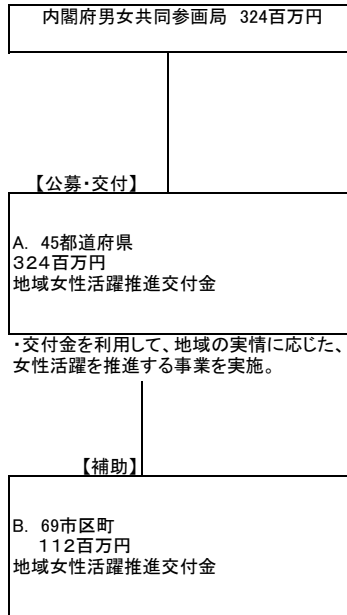 内閣府男女共同参画局 324百万円
【公募・交付】
A. 45都道府県
３２４百万円
地域女性活躍推進交付金
・交付金を利用して、地域の実情に応じた、
女性活躍を推進する事業を実施。
【補助】
B. 69市区町
１１２百万円
地域女性活躍推進交付金